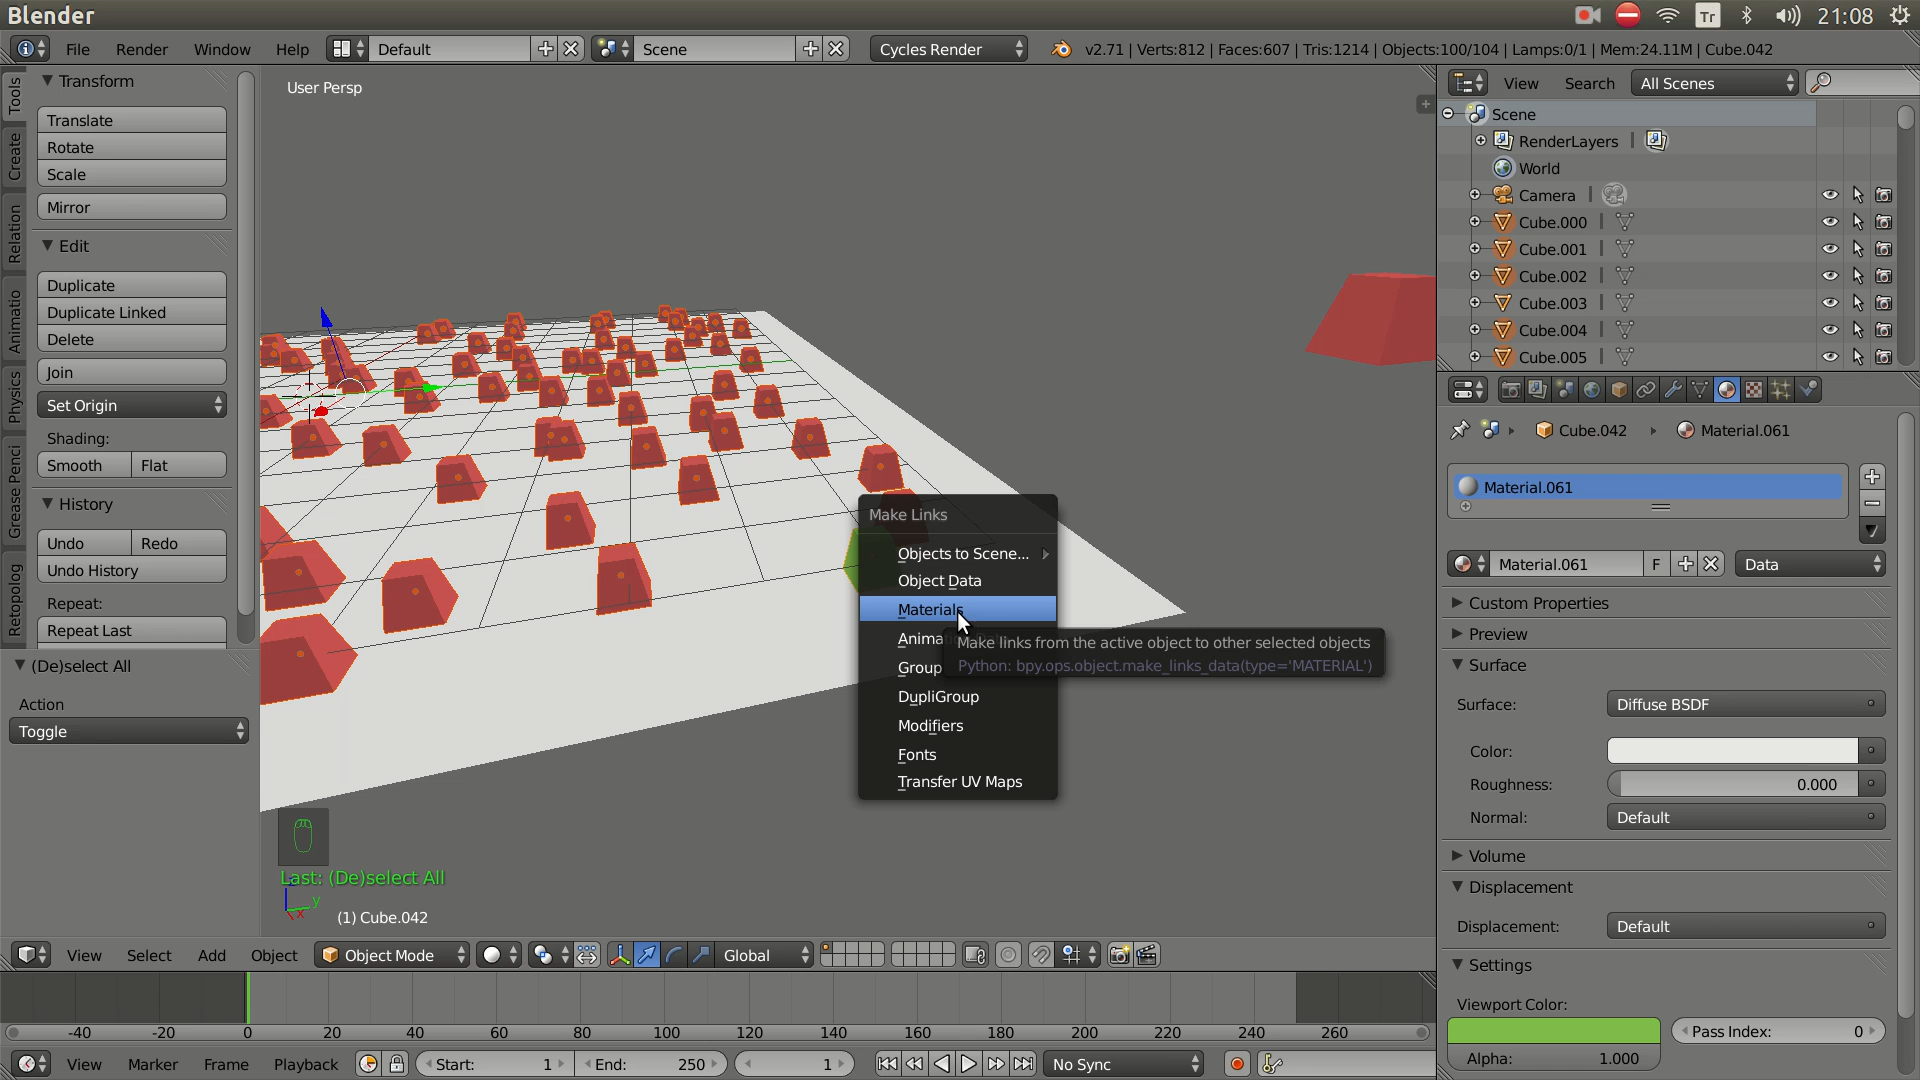 Blender
Tr
21:08
File
Render
Window
Help
Default
Scene
Cycles Render
v2.71 | Verts:812 | Faces:607 | Tris:1214 | Objects:100/104 | Lamps:0/1 | Mem:24.11M | Cube.042
Tools
Create
Relation
Animatio
Physics
Grease Penci
Retopolog
Transform
Translate
Rotate
Scale
Mirror
Edit
Duplicate
Duplicate Linked
Delete
Join
Set Origin
Shading:
Smooth
Flat
History
Undo
Redo
Undo History
Repeat:
Repeat Last
(De)select All
Action
Toggle
User Persp
Make Links
Objects to Scene...
Object Data
Materials
Anima
Group
DupliGroup
Modifiers
Fonts
Transfer UV Maps
Make links from the active object to other selected objects
Python: bpy.ops.object.make_links_data(type='MATERIAL')
Last: (De)select All
y
x
(1) Cube.042
View
Select
Add
Object
Object Mode
Global
-40 -20 0 20 40 60 80 100 120 140 160 180 200 220 240 260
View
Marker
Frame
Playback
Start: 1
End: 250
1
No Sync
View
Search
All Scenes
Scene
RenderLayers
World
Camera
Cube.000
Cube.001
Cube.002
Cube.003
Cube.004
Cube.005
Cube.042
Material.061
Material.061
Material.061
F
Data
Custom Properties
Preview
Surface
Surface: Diffuse BSDF
Color:
Roughness: 0.000
Normal: Default
Volume
Displacement
Displacement: Default
Settings
Viewport Color:
Pass Index: 0
Alpha: 1.000